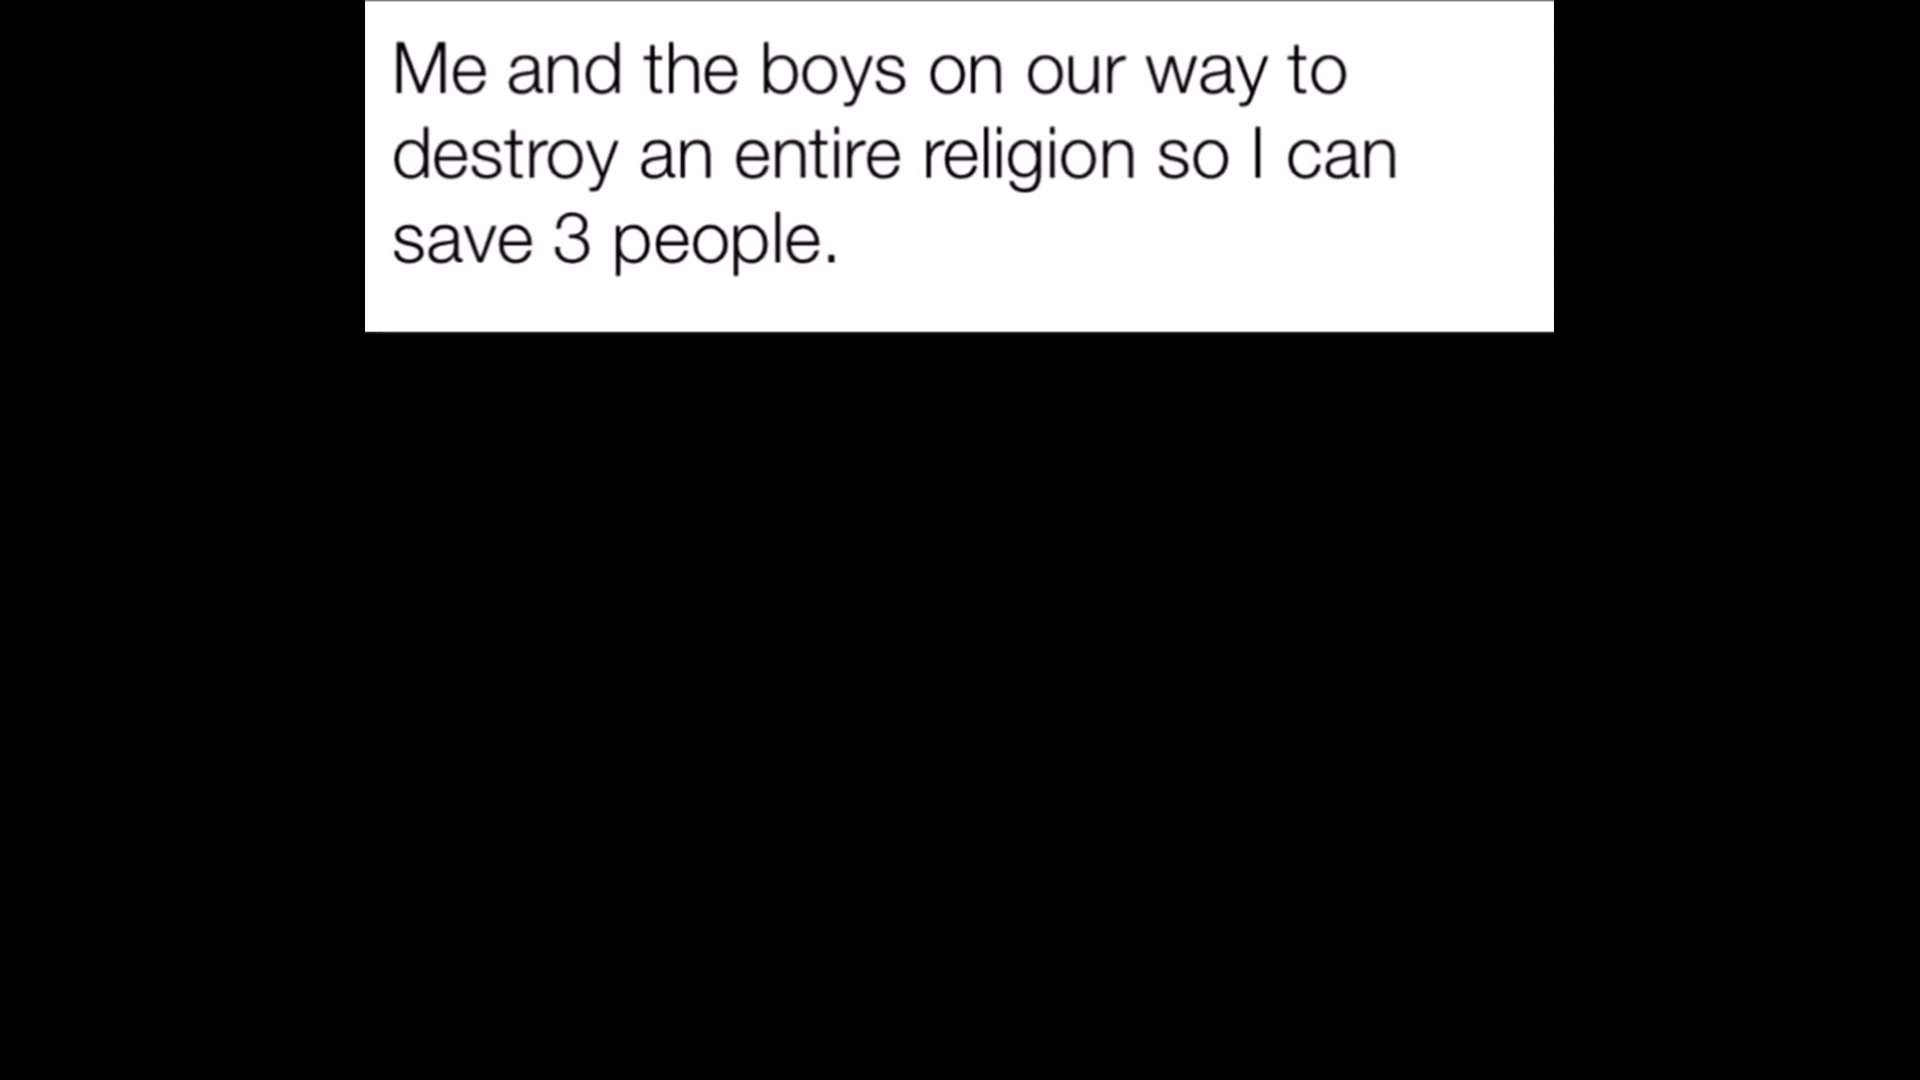 Me and the boys on our way to
destroy an entire religion so I can
save 3 people.